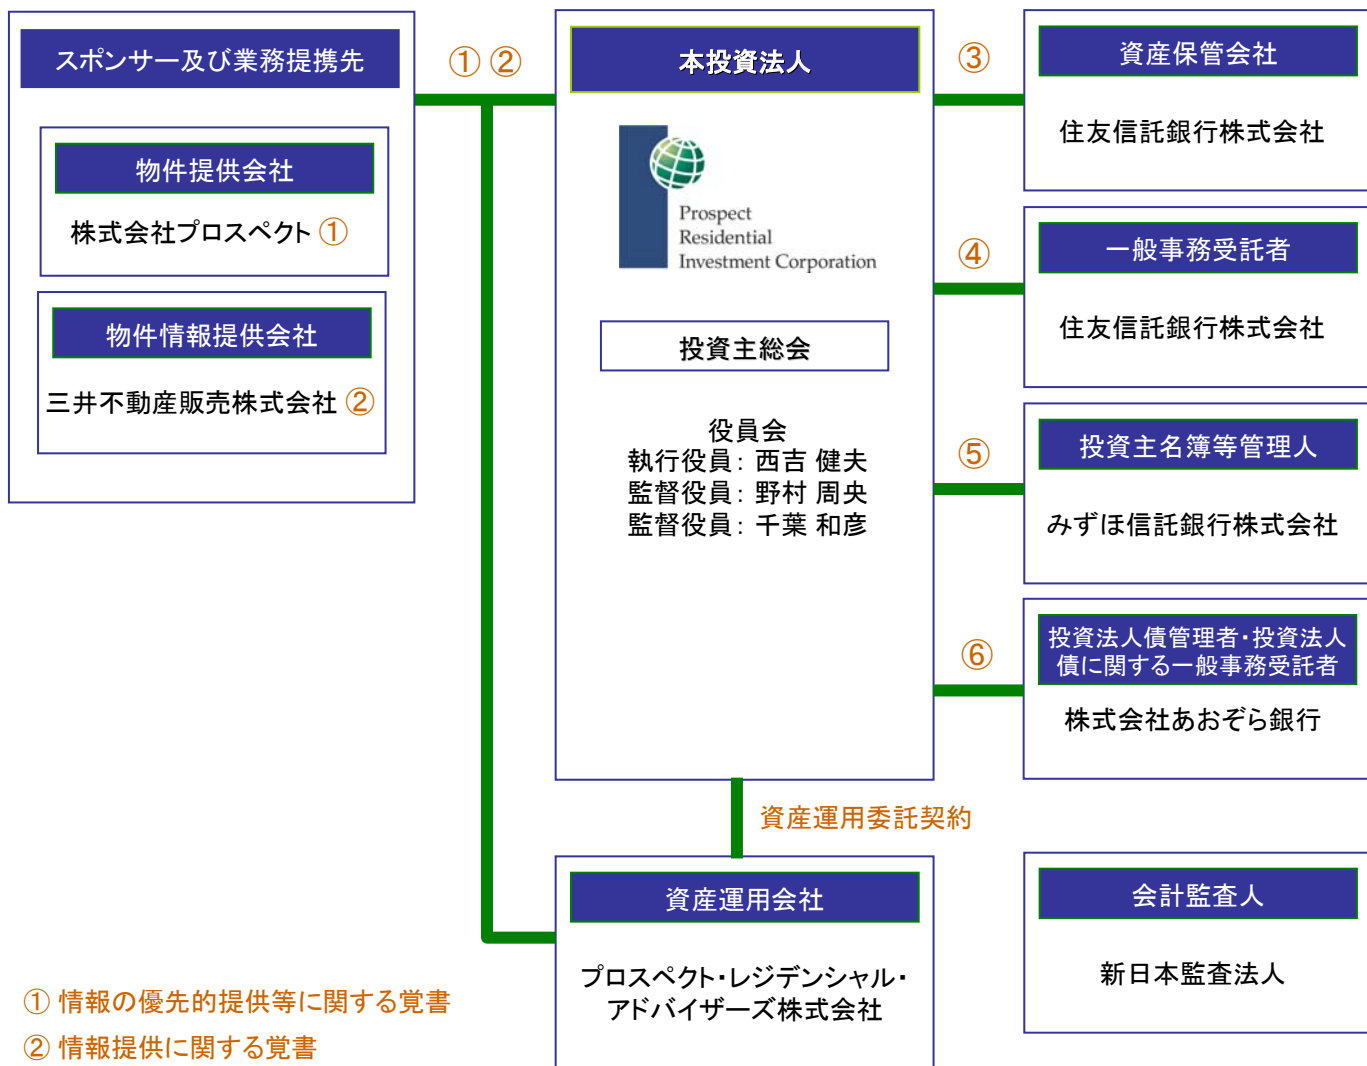 スポンサー及び業務提携先
物件提供会社
株式会社プロスペクト ①
物件情報提供会社
三井不動産販売株式会社 ②
① ②
本投資法人
Prospect
Residential
Investment Corporation
投資主総会
役員会
執行役員： 西吉 健夫
監督役員： 野村 周央
監督役員： 千葉 和彦
③
資産保管会社
住友信託銀行株式会社
④
一般事務受託者
住友信託銀行株式会社
⑤
投資主名簿等管理人
みずほ信託銀行株式会社
⑥
投資法人債管理者・投資法人
債に関する一般事務受託者
株式会社あおぞら銀行
資産運用委託契約
資産運用会社
プロスペクト・レジデンシャル・
アドバイザーズ株式会社
会計監査人
新日本監査法人
① 情報の優先的提供等に関する覚書
② 情報提供に関する覚書